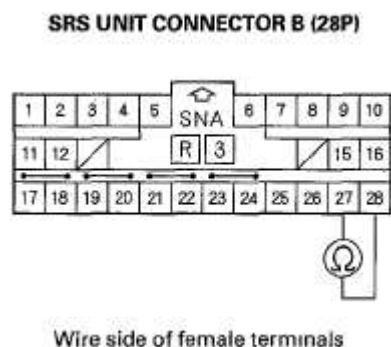 SRS UNIT CONNECTOR B (28P)
1 2 3 4 5 SNA 6 7 8 9 10
11 12 R 3 15 16
17 18 19 20 21 22 23 24 25 26 27 28
Ω
Wire side of female terminals